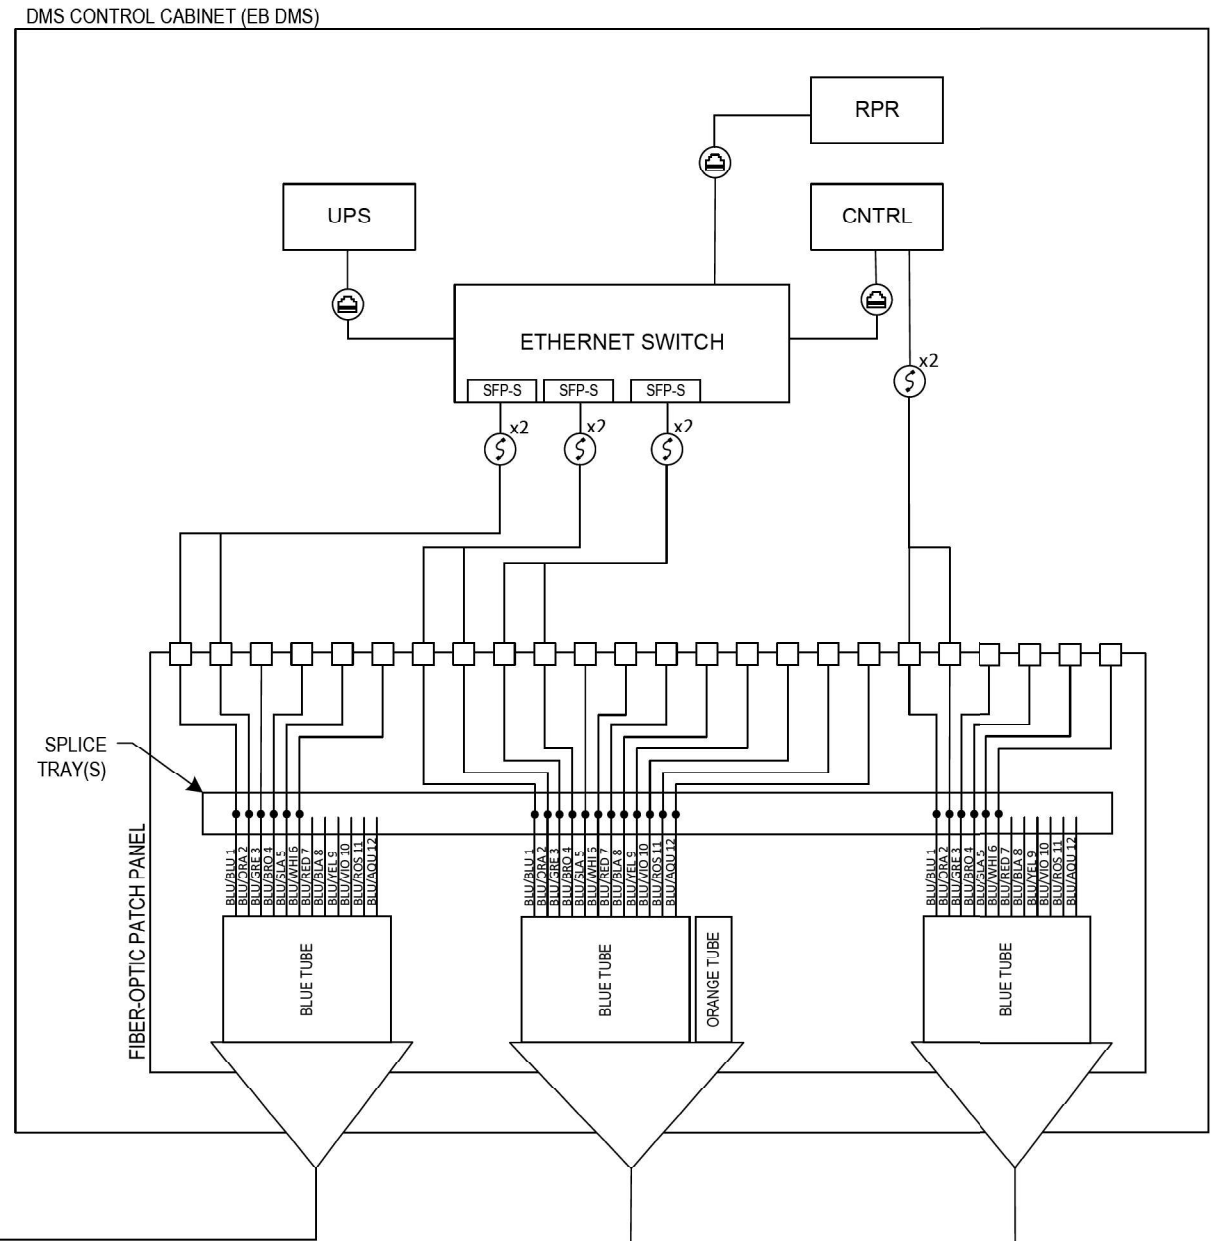 DMS CONTROL CABINET (EB DMS)
RPR
UPS
CNTRL
ETHERNET SWITCH
x2
SFP-S
SFP-S
SFP-S
x2
x2
x2
SPLICE
TRAY(S)
FIBER-OPTIC PATCH PANEL
BLU/BLU 1
BLU/ORA 2
BLU/GRE 3
BLU/BRO 4
BLU/SLA 5
BLU/WHI 6
BLU/RED 7
BLU/BLA 8
BLU/YEL 9
BLU/VIO 10
BLU/ROS 11
BLU/AQU 12
BLUE TUBE
BLU/BLU 1
BLU/ORA 2
BLU/GRE 3
BLU/BRO 4
BLU/SLA 5
BLU/WHI 6
BLU/RED 7
BLU/BLA 8
BLU/YEL 9
BLU/VIO 10
BLU/ROS 11
BLU/AQU 12
BLUE TUBE
ORANGE TUBE
BLU/BLU 1
BLU/ORA 2
BLU/GRE 3
BLU/BRO 4
BLU/SLA 5
BLU/WHI 6
BLU/RED 7
BLU/BLA 8
BLU/YEL 9
BLU/VIO 10
BLU/ROS 11
BLU/AQU 12
BLUE TUBE